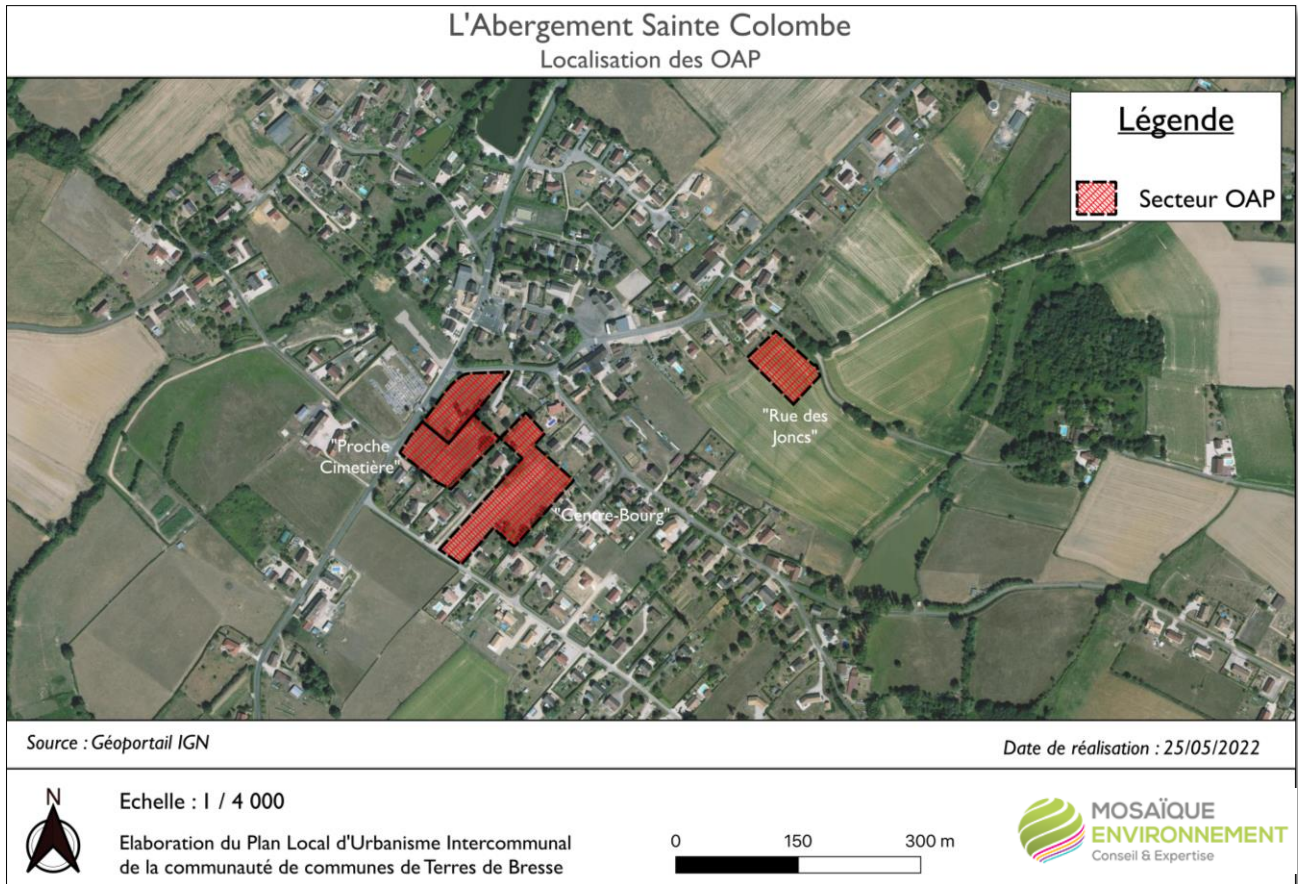 L'Abergement Sainte Colombe
Localisation des OAP
Légende
Secteur OAP
"Rue des
Joncs"
"Proche
Cimetière"
"Centre-Bourg"
Source : Géoportail IGN
Date de réalisation : 25/05/2022
N
Echelle : 1 / 4 000
Elaboration du Plan Local d'Urbanisme Intercommunal
de la communauté de communes de Terres de Bresse
0 150 300 m
MOSAÏQUE
ENVIRONNEMENT
Conseil & Expertise